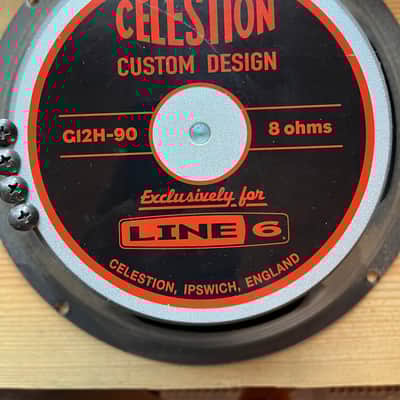 CELESTION
CUSTOM DESIGN
G12H-90 8 ohms
Exclusively for
LINE 6
CELESTION, IPSWICH, ENGLAND